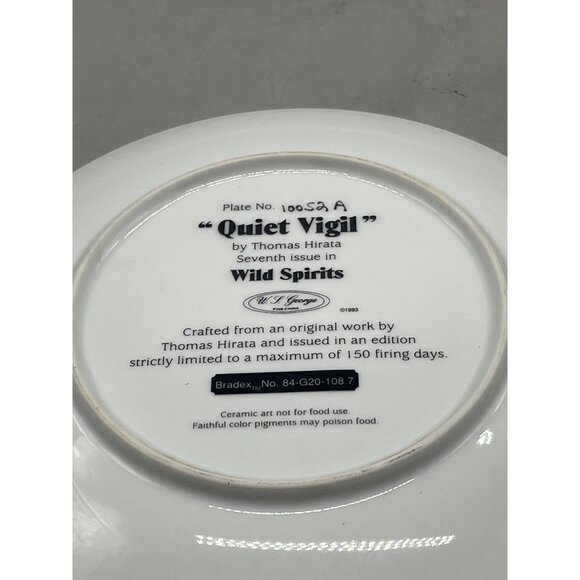 Plate No. 10052A
"Quiet Vigil"
by Thomas Hirata
Seventh issue in
Wild Spirits
W. L. George
FINE CHINA
©1993
Crafted from an original work by
Thomas Hirata and issued in an edition
strictly limited to a maximum of 150 firing days.
Bradex™ No. 84-G20-108.7
Ceramic art not for food use.
Faithful color pigments may poison food.